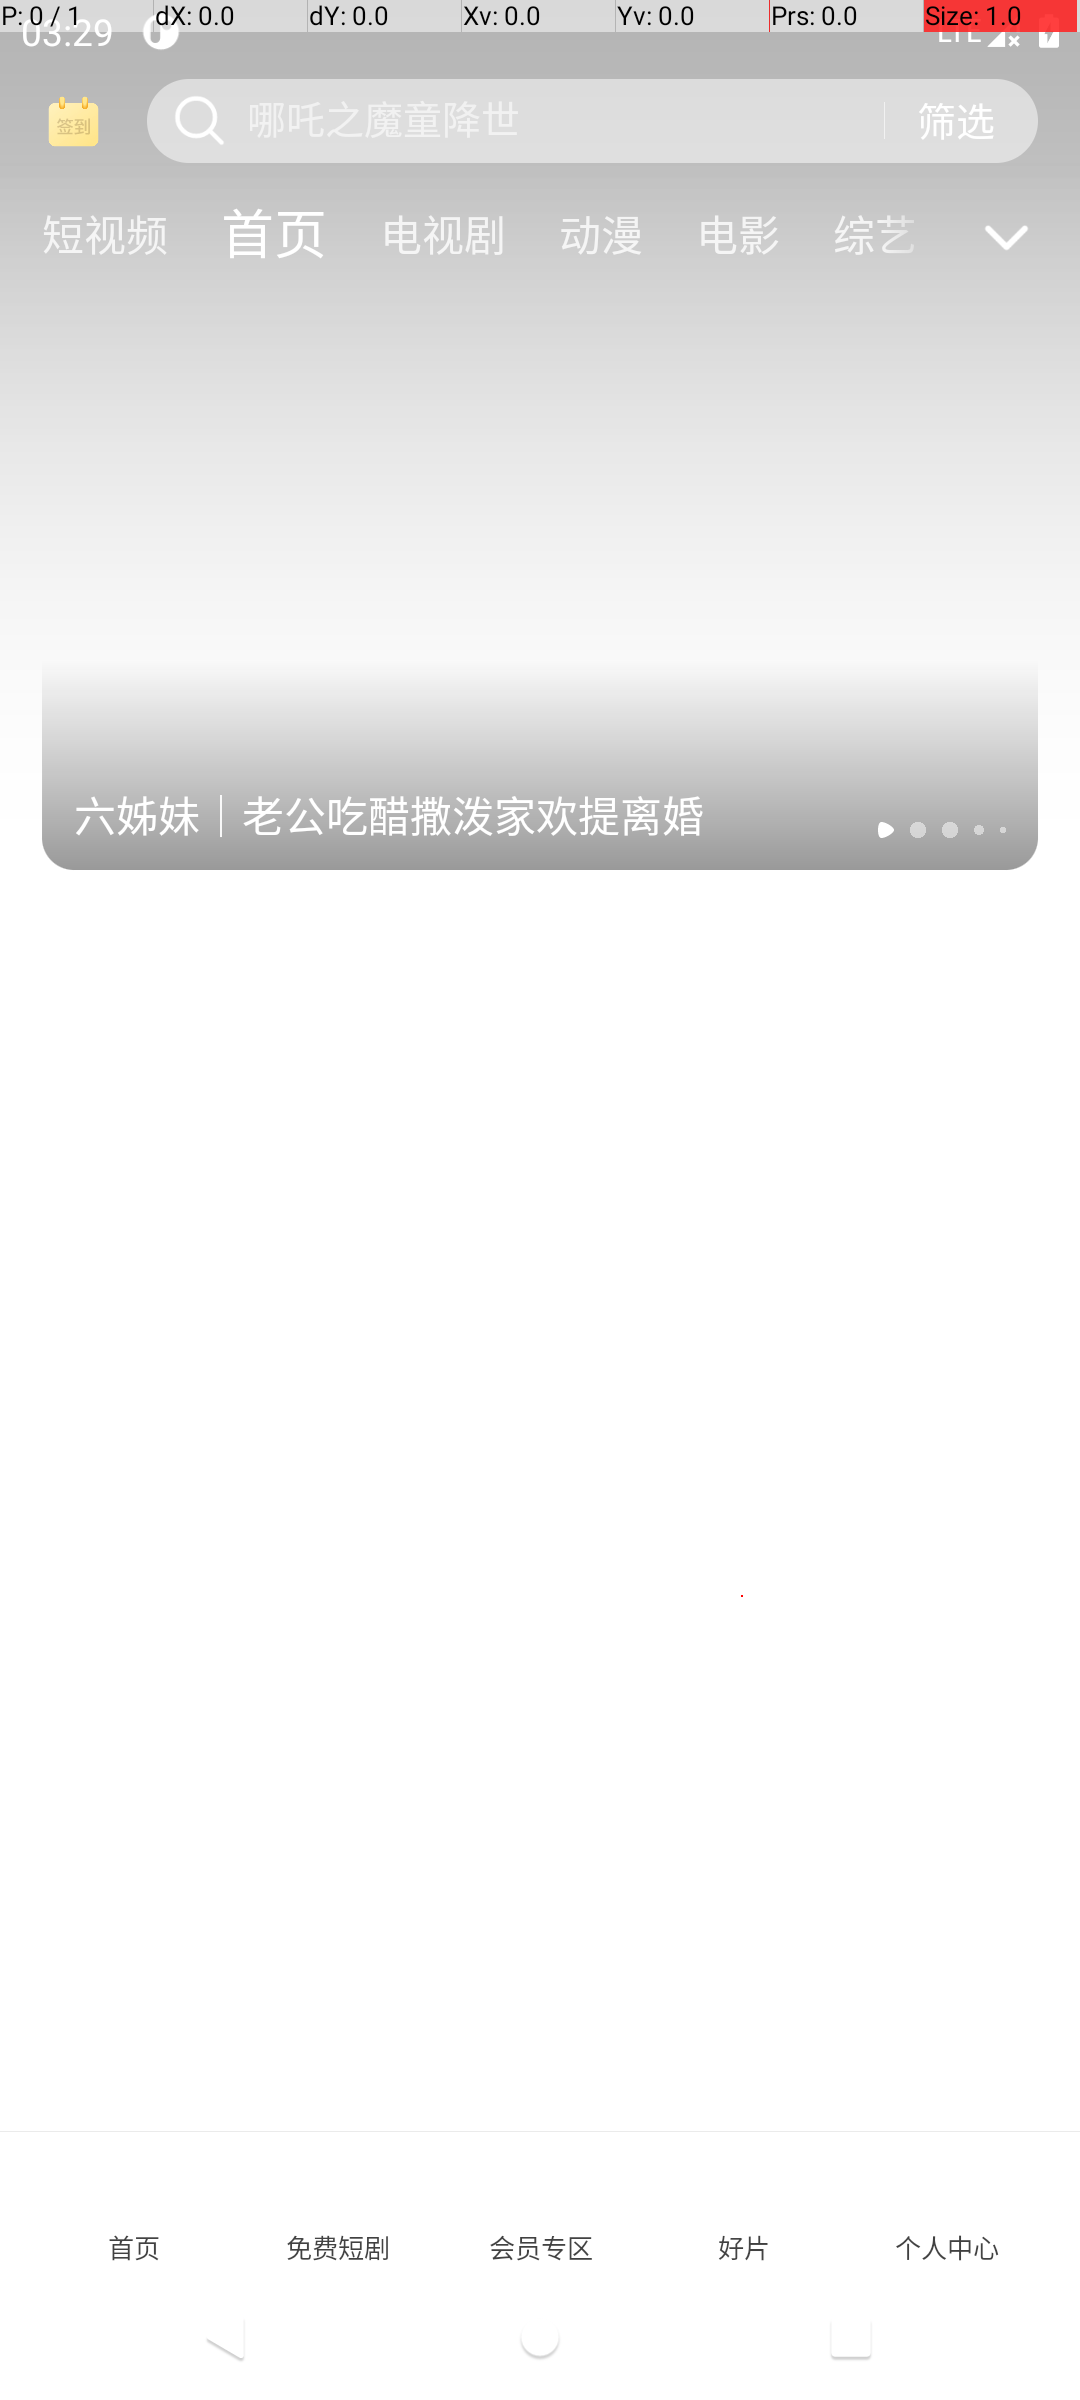 P: 0 / 1
dX: 0.0
dY: 0.0
Xv: 0.0
Yv: 0.0
Prs: 0.0
Size: 1.0
03:29
LTE
签到
哪吒之魔童降世
筛选
短视频
首页
电视剧
动漫
电影
综艺
六姊妹｜老公吃醋撒泼家欢提离婚
首页
免费短剧
会员专区
好片
个人中心